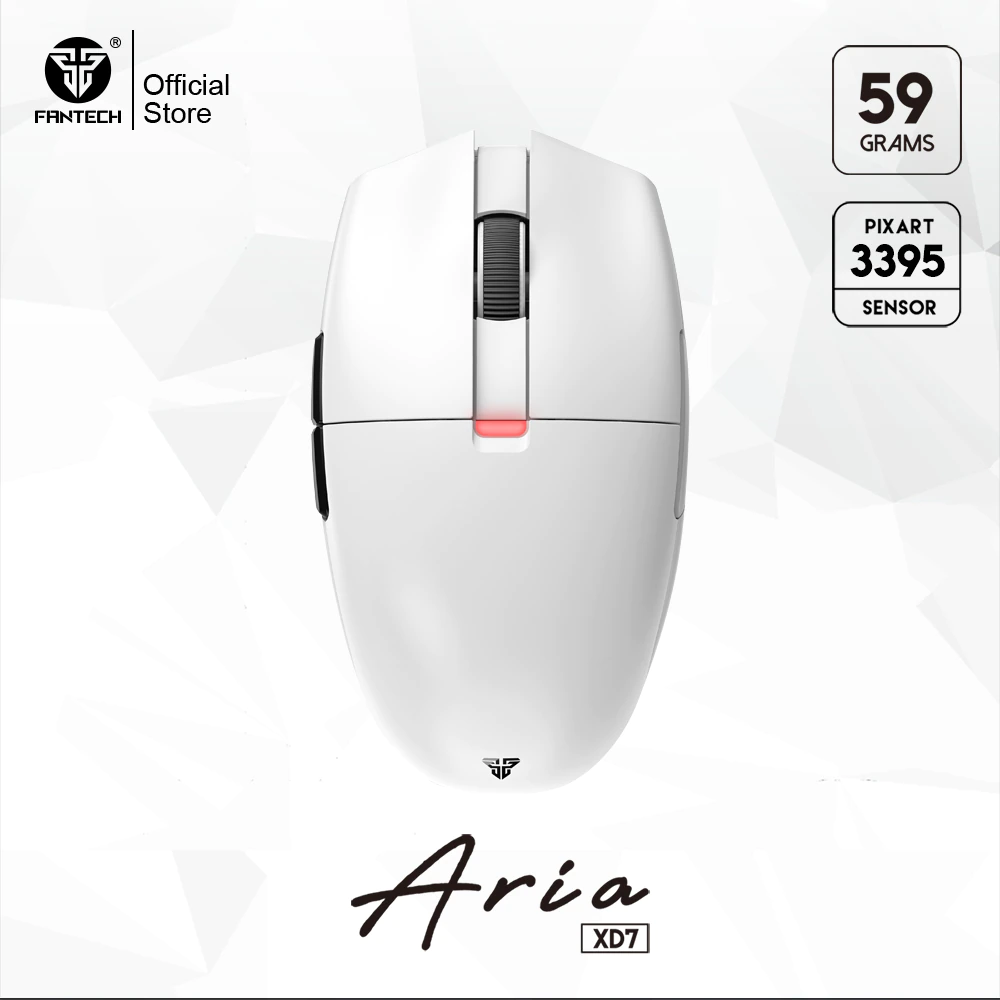 FANTECH
®
Official
Store
59
GRAMS
PIXART
3395
SENSOR
Aria
XD7